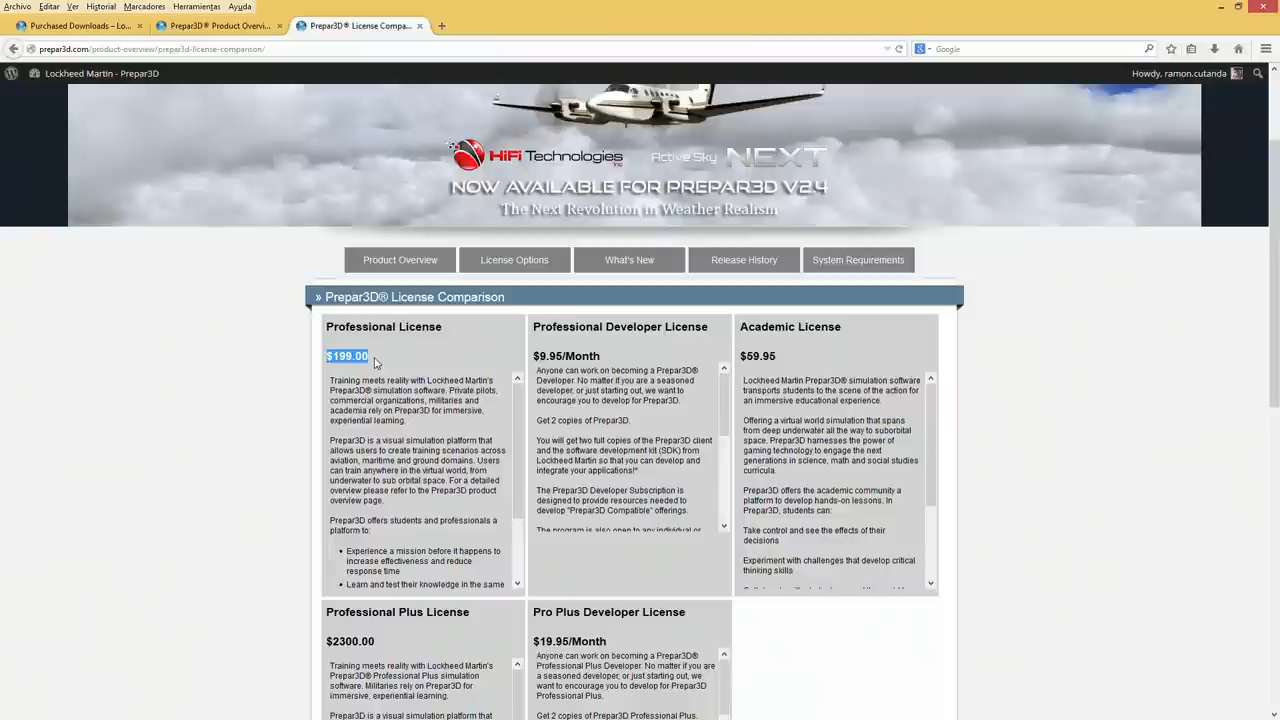 Archivo Editar Ver Historial Marcadores Herramientas Ayuda
Purchased Downloads – Lo... × Prepar3D® Product Overvi... × Prepar3D® License Compa... × +
prepar3d.com/product-overview/prepar3d-license-comparison/ Google
Lockheed Martin - Prepar3D Howdy, ramon.cutanda
HiFi Technologies Inc Active Sky NEXT
NOW AVAILABLE FOR PREPAR3D V2.4
The Next Revolution in Weather Realism
Product Overview License Options What's New Release History System Requirements
» Prepar3D® License Comparison
Professional License
$199.00
Training meets reality with Lockheed Martin's
Prepar3D® simulation software. Private pilots,
commercial organizations, militaries and
academia rely on Prepar3D for immersive,
experiential learning.
Prepar3D is a visual simulation platform that
allows users to create training scenarios across
aviation, maritime and ground domains. Users
can train anywhere in the virtual world, from
underwater to sub orbital space. For a detailed
overview please refer to the Prepar3D product
overview page.
Prepar3D offers students and professionals a
platform to:
• Experience a mission before it happens to
increase effectiveness and reduce
response time
• Learn and test their knowledge in the same
Professional Developer License
$9.95/Month
Anyone can work on becoming a Prepar3D®
Developer. No matter if you are a seasoned
developer, or just starting out, we want to
encourage you to develop for Prepar3D.
Get 2 copies of Prepar3D.
You will get two full copies of the Prepar3D client
and the software development kit (SDK) from
Lockheed Martin so that you can develop and
integrate your applications!*
The Prepar3D Developer Subscription is
designed to provide resources needed to
develop "Prepar3D Compatible" offerings.
The program is also open to any individual or
Academic License
$59.95
Lockheed Martin Prepar3D® simulation software
transports students to the scene of the action for
an immersive educational experience.
Offering a virtual world simulation that spans
from deep underwater all the way to suborbital
space. Prepar3D harnesses the power of
gaming technology to engage the next
generations in science, math and social studies
curricula.
Prepar3D offers the academic community a
platform to develop hands-on lessons. In
Prepar3D, students can:
Take control and see the effects of their
decisions
Experiment with challenges that develop critical
thinking skills
Professional Plus License
$2300.00
Training meets reality with Lockheed Martin's
Prepar3D® Professional Plus simulation
software. Militaries rely on Prepar3D for
immersive, experiential learning.
Prepar3D is a visual simulation platform that
Pro Plus Developer License
$19.95/Month
Anyone can work on becoming a Prepar3D®
Professional Plus Developer. No matter if you are
a seasoned developer, or just starting out, we
want to encourage you to develop for Prepar3D
Professional Plus.
Get 2 copies of Prepar3D Professional Plus.